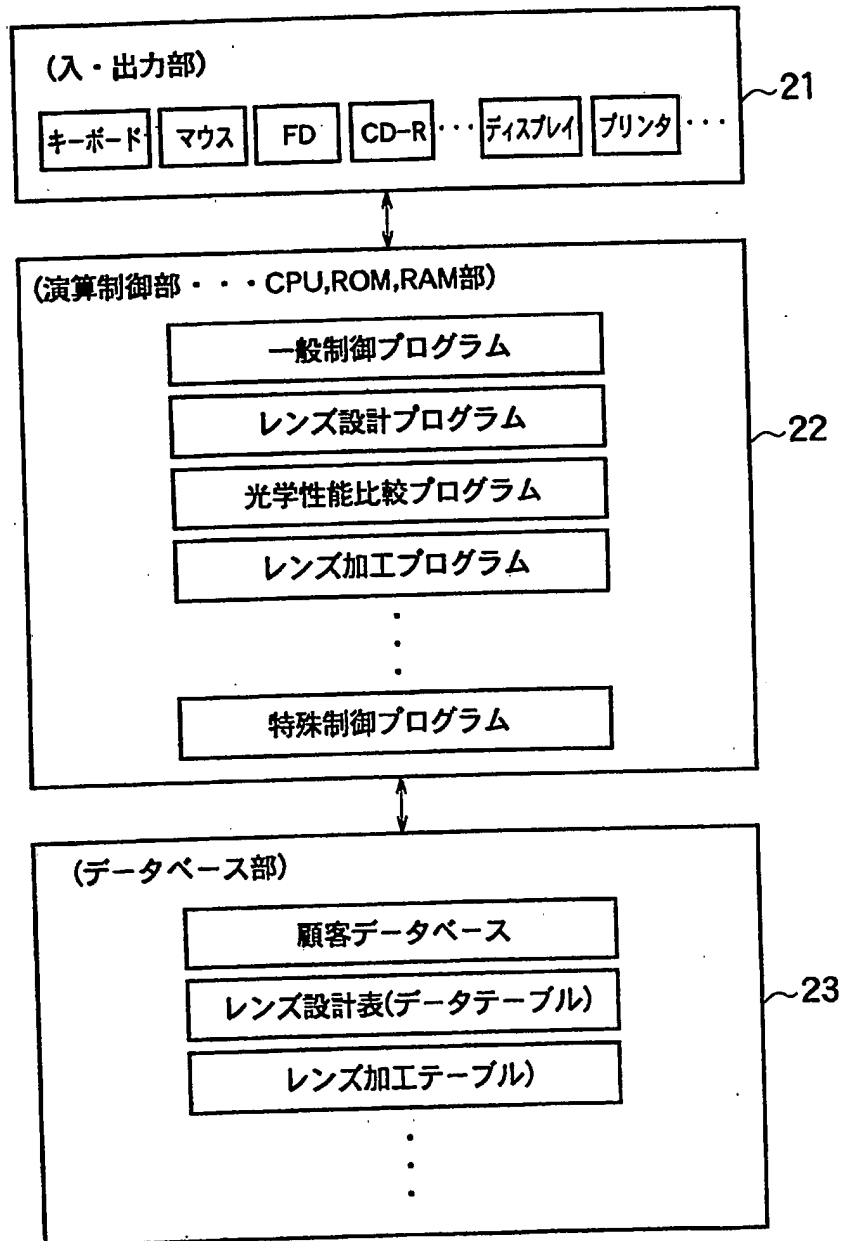 (入・出力部)
キーボード マウス FD CD-R ・・・ ディスプレイ プリンタ ・・・
21
(演算制御部・・・CPU,ROM,RAM部)
一般制御プログラム
レンズ設計プログラム
22
光学性能比較プログラム
レンズ加工プログラム
・
・
・
特殊制御プログラム
(データベース部)
顧客データベース
レンズ設計表(データテーブル)
23
レンズ加工テーブル)
・
・
・